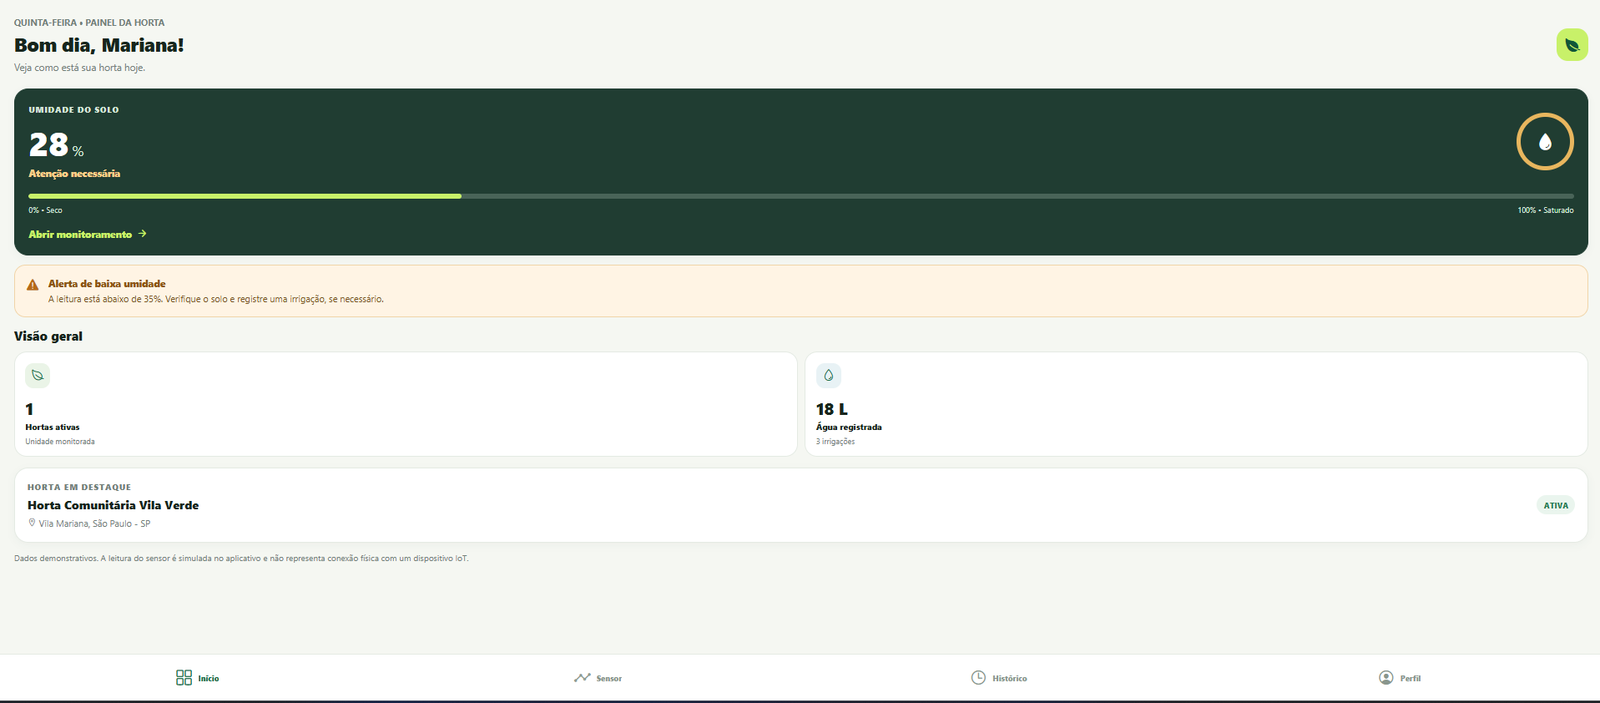 QUINTA-FEIRA • PAINEL DA HORTA
Bom dia, Mariana!
Veja como está sua horta hoje.
UMIDADE DO SOLO
28 %
Atenção necessária
0% • Seco
100% • Saturado
Abrir monitoramento →
Alerta de baixa umidade
A leitura está abaixo de 35%. Verifique o solo e registre uma irrigação, se necessário.
Visão geral
1
Hortas ativas
Unidade monitorada
18 L
Água registrada
3 irrigações
HORTA EM DESTAQUE
Horta Comunitária Vila Verde
Vila Mariana, São Paulo - SP
ATIVA
Dados demonstrativos. A leitura do sensor é simulada no aplicativo e não representa conexão física com um dispositivo IoT.
Início
Sensor
Histórico
Perfil